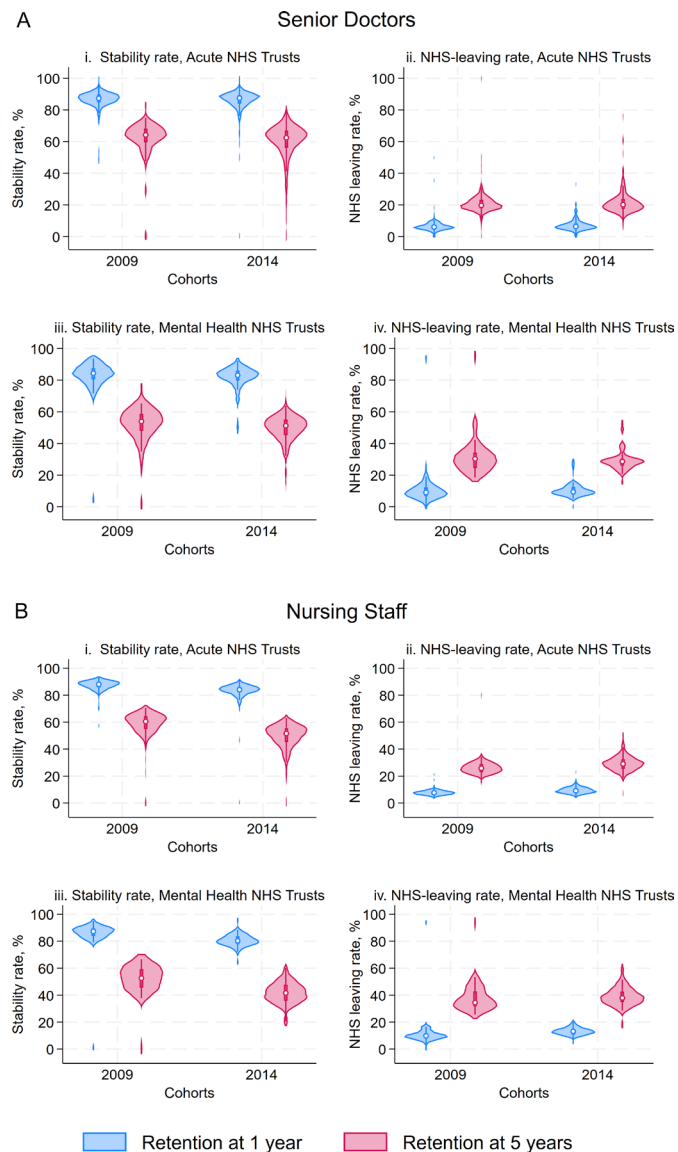 A
Senior Doctors
i. Stability rate, Acute NHS Trusts
Stability rate, %
100
80
60
40
20
0
2009
2014
Cohorts
ii. NHS-leaving rate, Acute NHS Trusts
NHS leaving rate, %
100
80
60
40
20
0
2009
2014
Cohorts
iii. Stability rate, Mental Health NHS Trusts
Stability rate, %
100
80
60
40
20
0
2009
2014
Cohorts
iv. NHS-leaving rate, Mental Health NHS Trusts
NHS leaving rate, %
100
80
60
40
20
0
2009
2014
Cohorts
B
Nursing Staff
i. Stability rate, Acute NHS Trusts
Stability rate, %
100
80
60
40
20
0
2009
2014
Cohorts
ii. NHS-leaving rate, Acute NHS Trusts
NHS leaving rate, %
100
80
60
40
20
0
2009
2014
Cohorts
iii. Stability rate, Mental Health NHS Trusts
Stability rate, %
100
80
60
40
20
0
2009
2014
Cohorts
iv. NHS-leaving rate, Mental Health NHS Trusts
NHS leaving rate, %
100
80
60
40
20
0
2009
2014
Cohorts
Retention at 1 year
Retention at 5 years